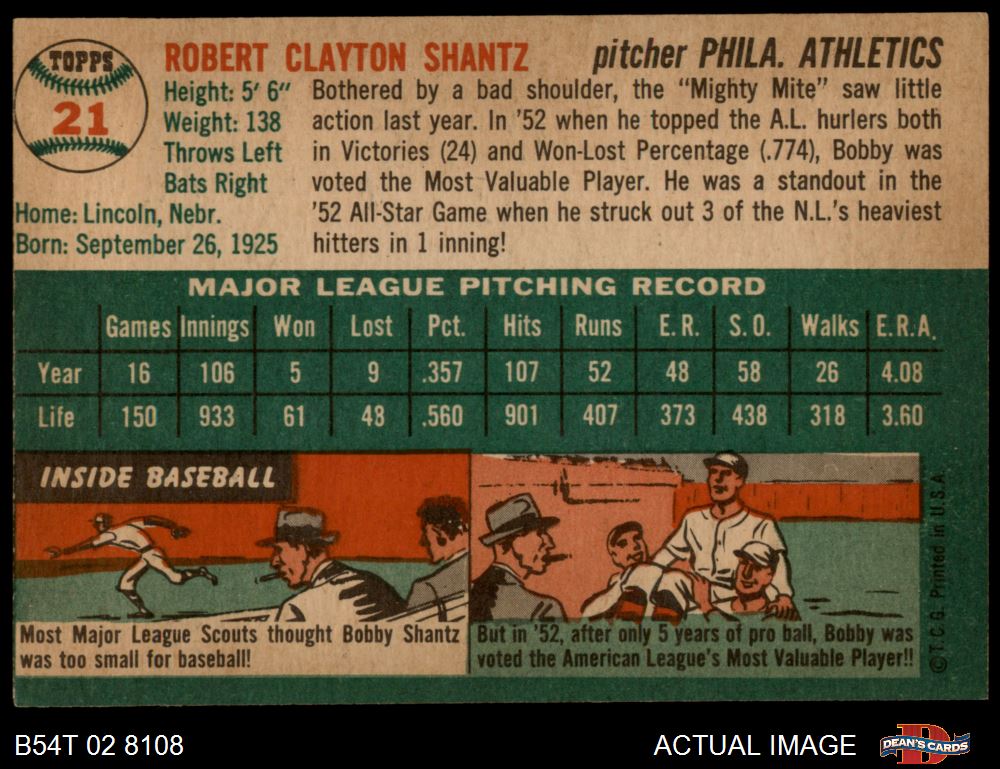 TOPPS
21
ROBERT CLAYTON SHANTZ pitcher PHILA. ATHLETICS
Height: 5' 6"
Weight: 138
Throws Left
Bats Right
Home: Lincoln, Nebr.
Born: September 26, 1925
Bothered by a bad shoulder, the "Mighty Mite" saw little
action last year. In '52 when he topped the A.L. hurlers both
in Victories (24) and Won-Lost Percentage (.774), Bobby was
voted the Most Valuable Player. He was a standout in the
'52 All-Star Game when he struck out 3 of the N.L.'s heaviest
hitters in 1 inning!
MAJOR LEAGUE PITCHING RECORD
Games Innings Won Lost Pct. Hits Runs E.R. S.O. Walks E.R.A.
Year 16 106 5 9 .357 107 52 48 58 26 4.08
Life 150 933 61 48 .560 901 407 373 438 318 3.60
INSIDE BASEBALL
Most Major League Scouts thought Bobby Shantz
was too small for baseball!
But in '52, after only 5 years of pro ball, Bobby was
voted the American League's Most Valuable Player!!
© T.C.G. Printed in U.S.A.
B54T 02 8108
ACTUAL IMAGE
DEAN'S CARDS